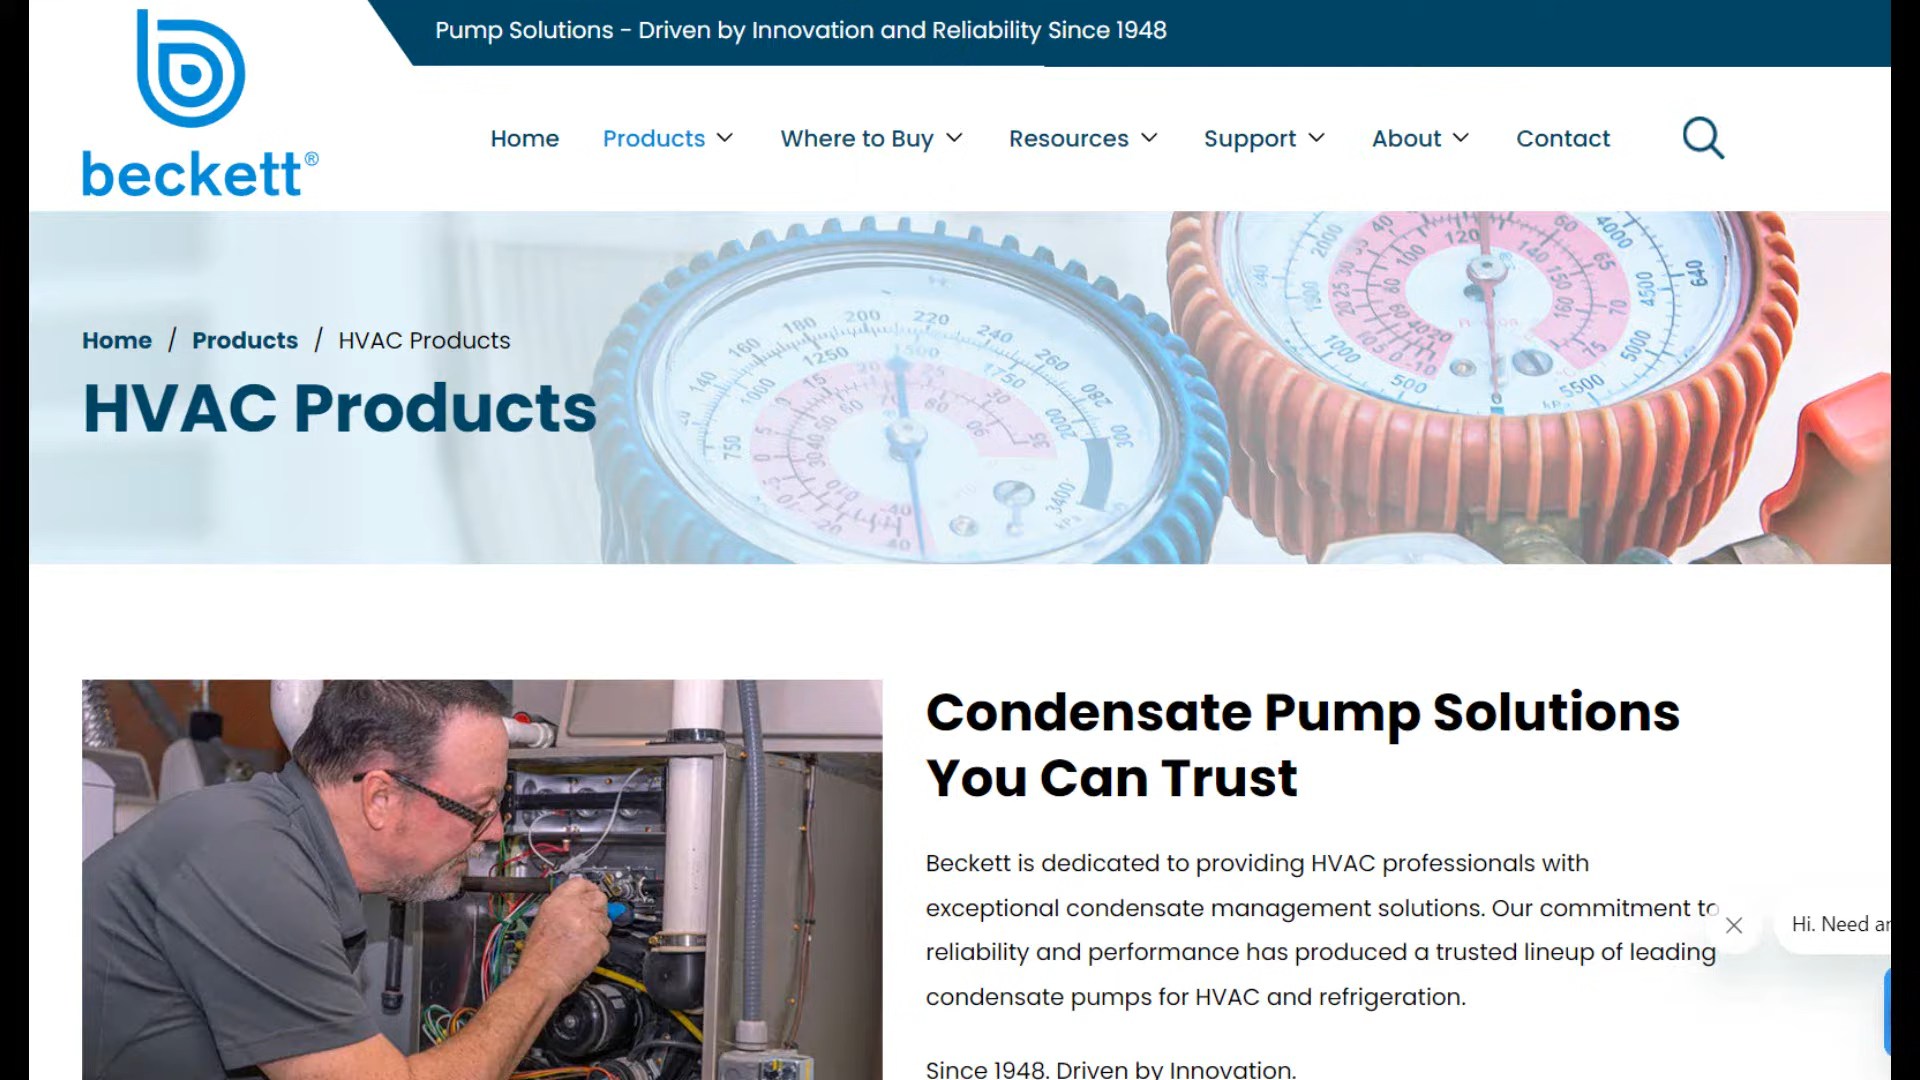 Pump Solutions - Driven by Innovation and Reliability Since 1948
beckett®
Home
Products
Where to Buy
Resources
Support
About
Contact
Home / Products / HVAC Products
HVAC Products
Condensate Pump Solutions
You Can Trust
Beckett is dedicated to providing HVAC professionals with
exceptional condensate management solutions. Our commitment to
reliability and performance has produced a trusted lineup of leading
condensate pumps for HVAC and refrigeration.
Hi. Need
Since 1948. Driven by Innovation.